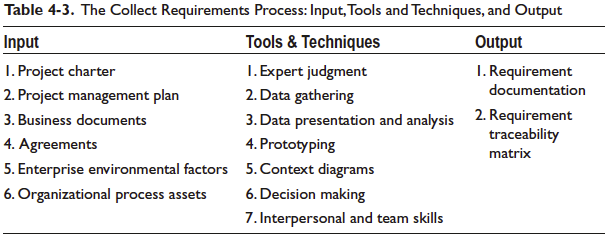 Table 4-3. The Collect Requirements Process: Input, Tools and Techniques, and Output
Input
1. Project charter
2. Project management plan
3. Business documents
4. Agreements
5. Enterprise environmental factors
6. Organizational process assets
Tools & Techniques
1. Expert judgment
2. Data gathering
3. Data presentation and analysis
4. Prototyping
5. Context diagrams
6. Decision making
7. Interpersonal and team skills
Output
1. Requirement
documentation
2. Requirement
traceability
matrix